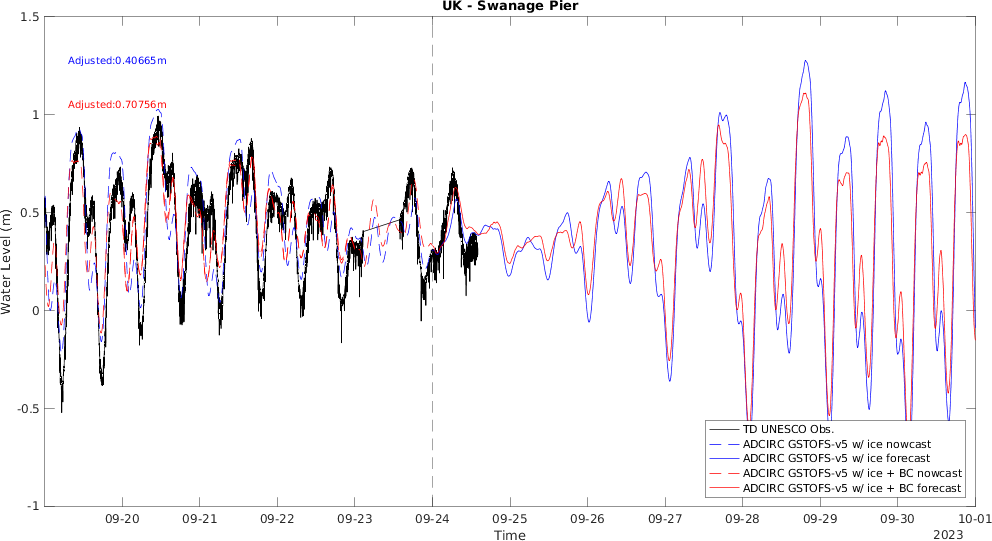 UK - Swanage Pier
1.5
1
0.5
0
-0.5
-1
Water Level (m)
Adjusted:0.40665m
Adjusted:0.70756m
TD UNESCO Obs.
ADCIRC GSTOFS-v5 w/ ice nowcast
ADCIRC GSTOFS-v5 w/ ice forecast
ADCIRC GSTOFS-v5 w/ ice + BC nowcast
ADCIRC GSTOFS-v5 w/ ice + BC forecast
09-20 09-21 09-22 09-23 09-24 09-25 09-26 09-27 09-28 09-29 09-30 10-01
Time
2023